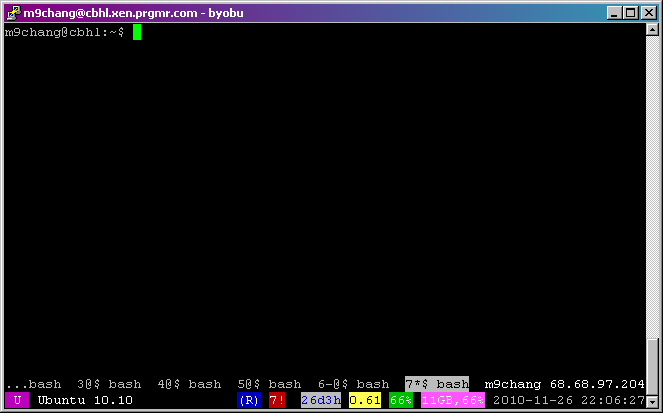 m9chang@cbhl.xen.prgmr.com - byobu
m9chang@cbhl:~$
...bash 3@$ bash 4@$ bash 5@$ bash 6-@$ bash 7*$ bash m9chang 68.68.97.204
U Ubuntu 10.10 (R) 7! 26d3h 0.61 66% 11GB,66% 2010-11-26 22:06:27